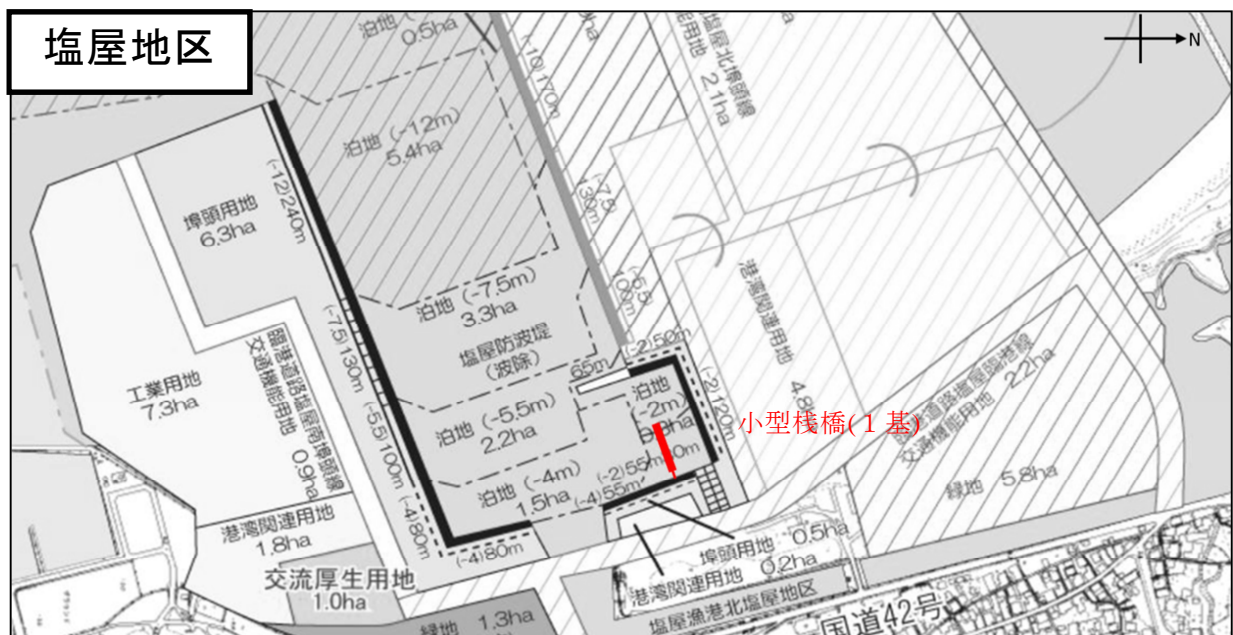 塩屋地区
N
0.5ha
(-10)170m
塩屋北埠頭線
2.1ha
泊地 (-12m)
5.4ha
(-7.5)
130m
(-12)240m
埠頭用地
6.3ha
泊地 (-7.5m)
3.3ha
(-5.5)
100m
港湾関連用地
塩屋防波堤
(波除)
65m
(-2)50m
(-7.5)130m
臨港道路塩屋南埠頭線
交通機能用地 0.9ha
工業用地
7.3ha
泊地
(-2m)
(-2)120m
小型桟橋(1基)
臨港道路塩屋臨港線
交通機能用地 2.2ha
(-5.5)100m
泊地 (-5.5m)
2.2ha
泊地 (-4m)
1.5ha
(-2)55m
(-4)55m
緑地 5.8ha
(-4)80m
(-4)80m
港湾関連用地
1.8ha
埠頭用地 0.5ha
港湾関連用地 0.2ha
交流厚生用地
1.0ha
塩屋漁港北塩屋地区
緑地 1.3ha
国道42号